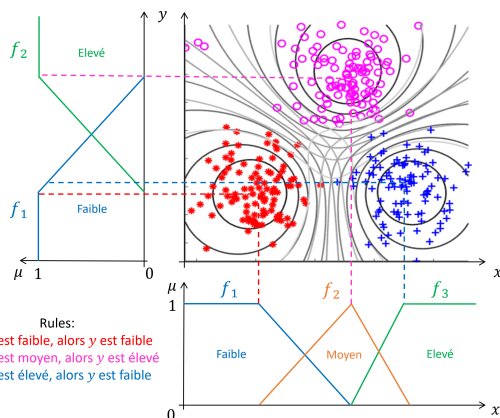 y
f₂
Elevé
f₁
Faible
μ
1
0
x
μ
1
f₁
f₂
f₃
Faible
Moyen
Elevé
0
x
Rules:
est faible, alors y est faible
est moyen, alors y est élevé
est élevé, alors y est faible